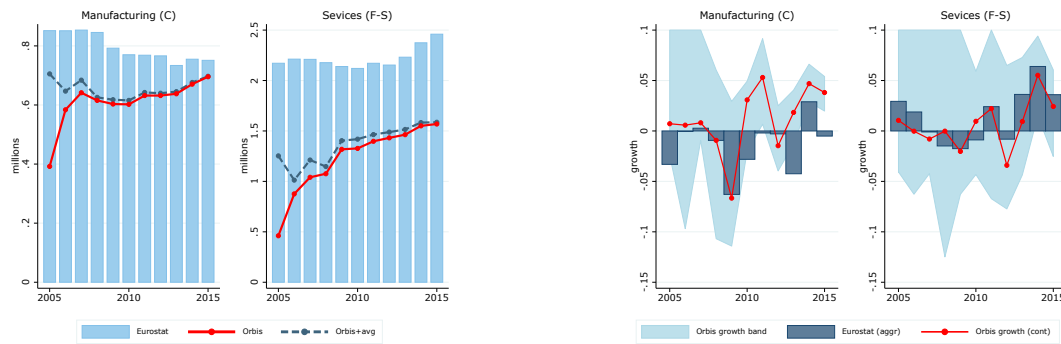 Manufacturing (C)
millions
0 .2 .4 .6 .8
2005 2010 2015
Sevices (F-S)
millions
0 .5 1 1.5 2 2.5
2005 2010 2015
Eurostat Orbis Orbis+avg
Manufacturing (C)
growth
-.15 -.1 -.05 0 .05 .1
2005 2010 2015
Sevices (F-S)
growth
-.15 -.1 -.05 0 .05 .1
2005 2010 2015
Orbis growth band Eurostat (aggr) Orbis growth (cont)